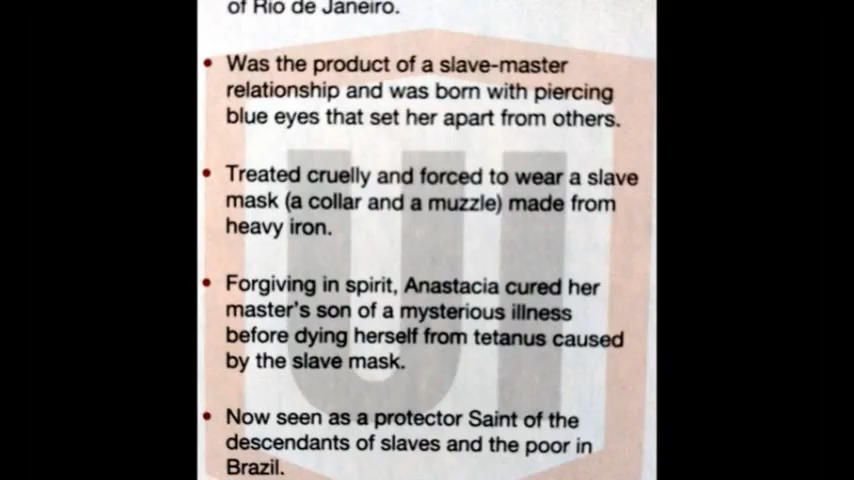 of Rio de Janeiro.
• Was the product of a slave-master
relationship and was born with piercing
blue eyes that set her apart from others.
• Treated cruelly and forced to wear a slave
mask (a collar and a muzzle) made from
heavy iron.
• Forgiving in spirit, Anastacia cured her
master's son of a mysterious illness
before dying herself from tetanus caused
by the slave mask.
• Now seen as a protector Saint of the
descendants of slaves and the poor in
Brazil.
UI